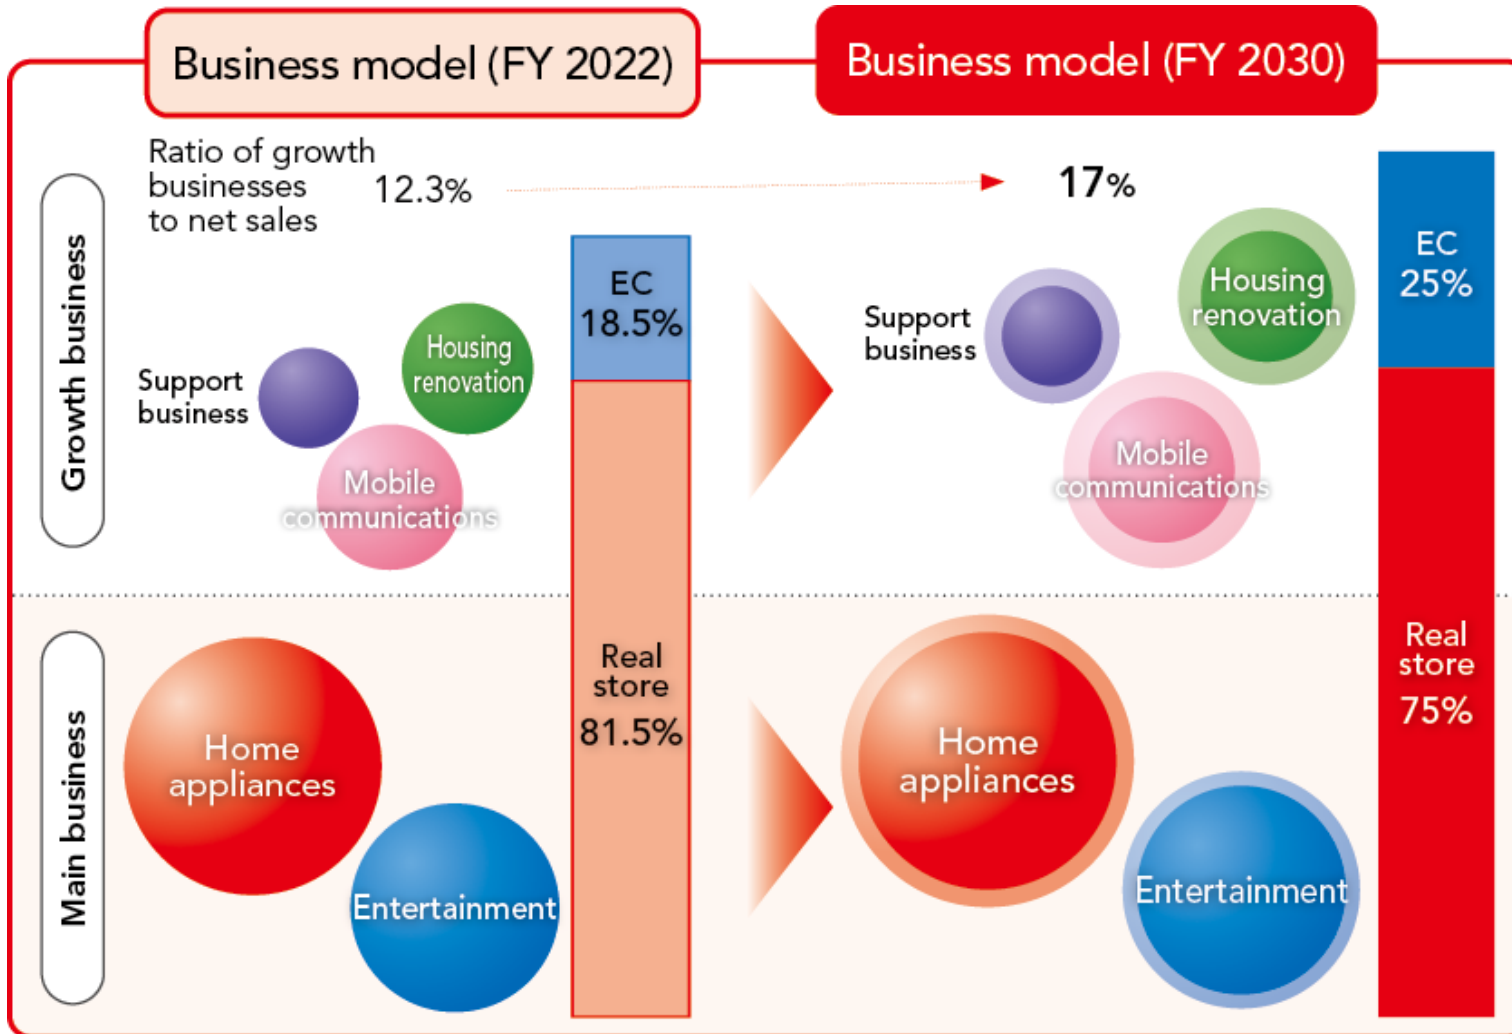 Business model (FY 2022)
Business model (FY 2030)
Growth business
Ratio of growth
businesses
to net sales
12.3%
17%
EC
18.5%
Housing
renovation
Support
business
Mobile
communications
Support
business
Housing
renovation
Mobile
communications
EC
25%
Main business
Home
appliances
Entertainment
Real
store
81.5%
Home
appliances
Entertainment
Real
store
75%